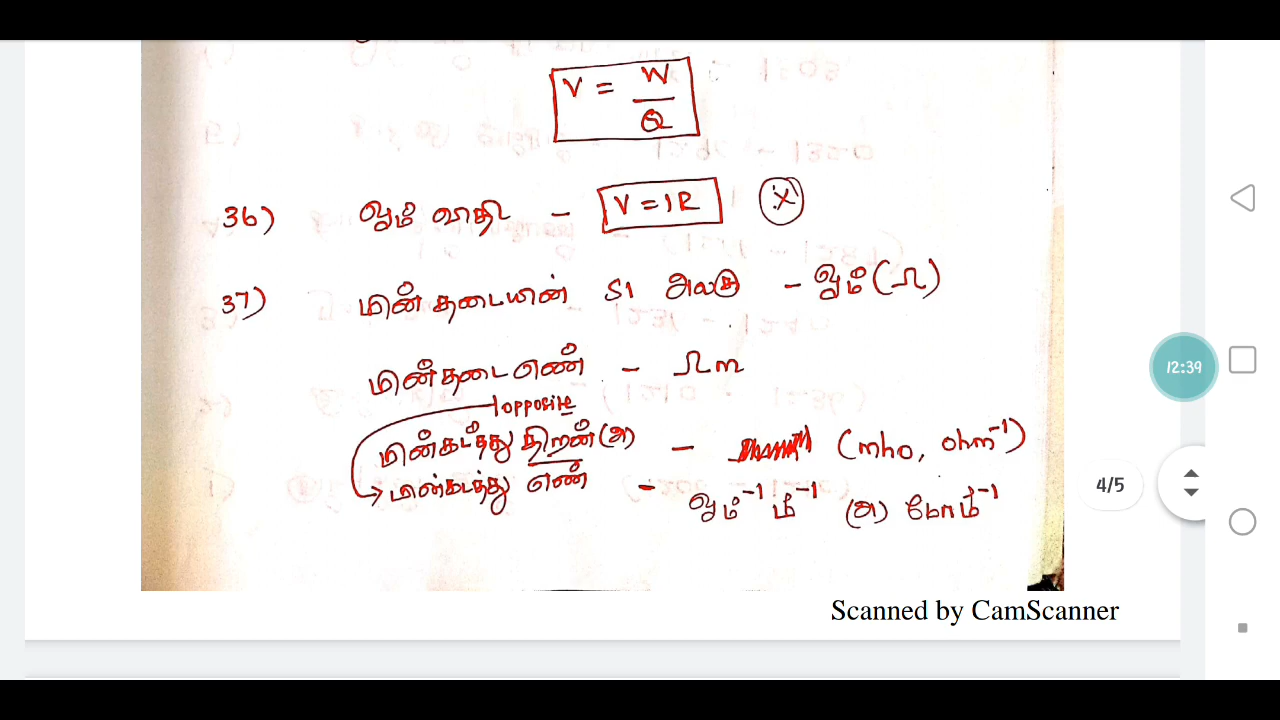 V = W
Q
36) ஓம் விதி - V = IR
37) மின்தடையின் SI அலகு - ஓம் (Ω)
மின்தடை எண் - Ωm
opposite
மின்கடத்து திறன் (அ) - (mho, ohm⁻¹)
மின்கடத்து எண் - ஓம்⁻¹ மீ⁻¹ (அ) மோம்⁻¹
12:39
4/5
Scanned by CamScanner